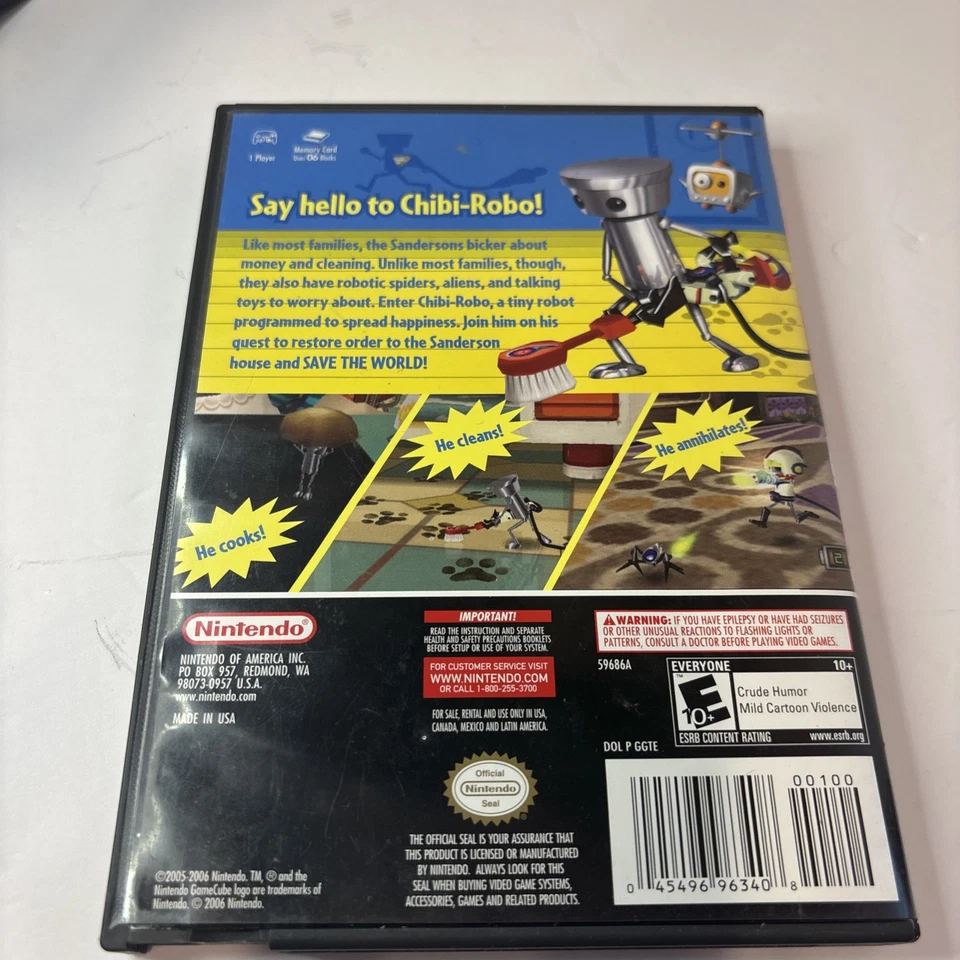 1 Player
Memory Card
Uses 06 Blocks
Say hello to Chibi-Robo!
Like most families, the Sandersons bicker about
money and cleaning. Unlike most families, though,
they also have robotic spiders, aliens, and talking
toys to worry about. Enter Chibi-Robo, a tiny robot
programmed to spread happiness. Join him on his
quest to restore order to the Sanderson
house and SAVE THE WORLD!
He cooks!
He cleans!
He annihilates!
Nintendo®
NINTENDO OF AMERICA INC.
PO BOX 957, REDMOND, WA
98073-0957 U.S.A.
www.nintendo.com
MADE IN USA
IMPORTANT!
READ THE INSTRUCTION AND SEPARATE
HEALTH AND SAFETY PRECAUTIONS BOOKLETS
BEFORE SETUP OR USE OF YOUR SYSTEM.
FOR CUSTOMER SERVICE VISIT
WWW.NINTENDO.COM
OR CALL 1-800-255-3700
FOR SALE, RENTAL AND USE ONLY IN USA,
CANADA, MEXICO AND LATIN AMERICA.
WARNING: IF YOU HAVE EPILEPSY OR HAVE HAD SEIZURES
OR OTHER UNUSUAL REACTIONS TO FLASHING LIGHTS OR
PATTERNS, CONSULT A DOCTOR BEFORE PLAYING VIDEO GAMES.
59686A
EVERYONE 10+
E
10+
™
Crude Humor
Mild Cartoon Violence
ESRB CONTENT RATING www.esrb.org
DOL P GGTE
Official
Nintendo
Seal
THE OFFICIAL SEAL IS YOUR ASSURANCE THAT
THIS PRODUCT IS LICENSED OR MANUFACTURED
BY NINTENDO. ALWAYS LOOK FOR THIS
SEAL WHEN BUYING VIDEO GAME SYSTEMS,
ACCESSORIES, GAMES AND RELATED PRODUCTS.
©2005-2006 Nintendo. TM, ® and the
Nintendo GameCube logo are trademarks of
Nintendo. © 2006 Nintendo.
00100
0 45496 96340 8